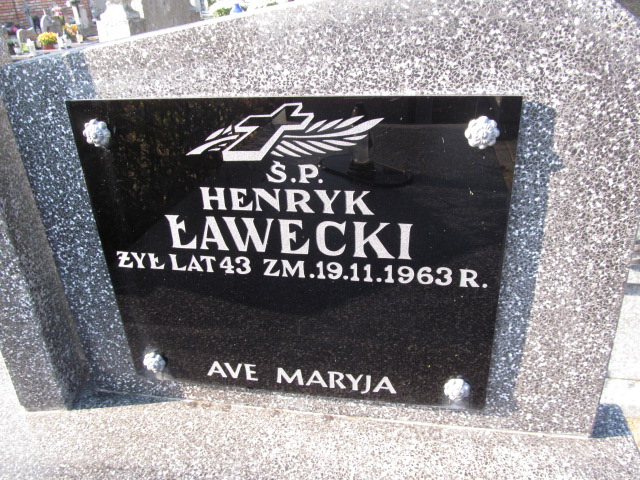 Ś.P.
HENRYK
ŁAWECKI
ŻYŁ LAT 43 ZM. 19.11.1963 R.
AVE MARYJA